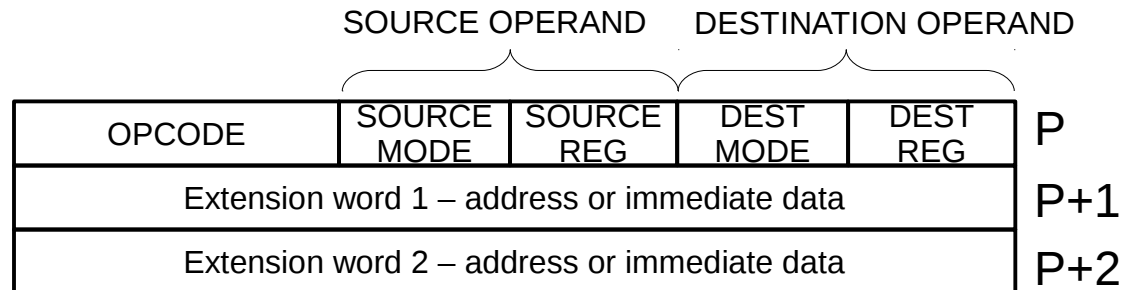 SOURCE OPERAND DESTINATION OPERAND
OPCODE SOURCE MODE SOURCE REG DEST MODE DEST REG P
Extension word 1 – address or immediate data P+1
Extension word 2 – address or immediate data P+2